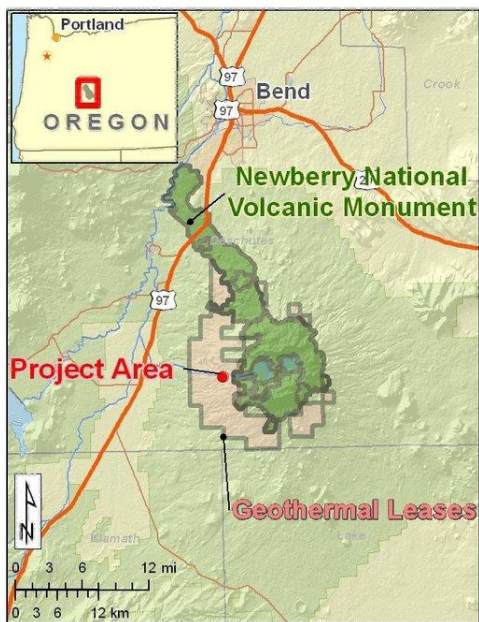 Portland
OREGON
97
97
Bend
Crook
Newberry National
Volcanic Monument
Deschutes
97
Project Area
Geothermal Leases
N
Klamath
Lake
0 3 6 12 mi
0 3 6 12 km